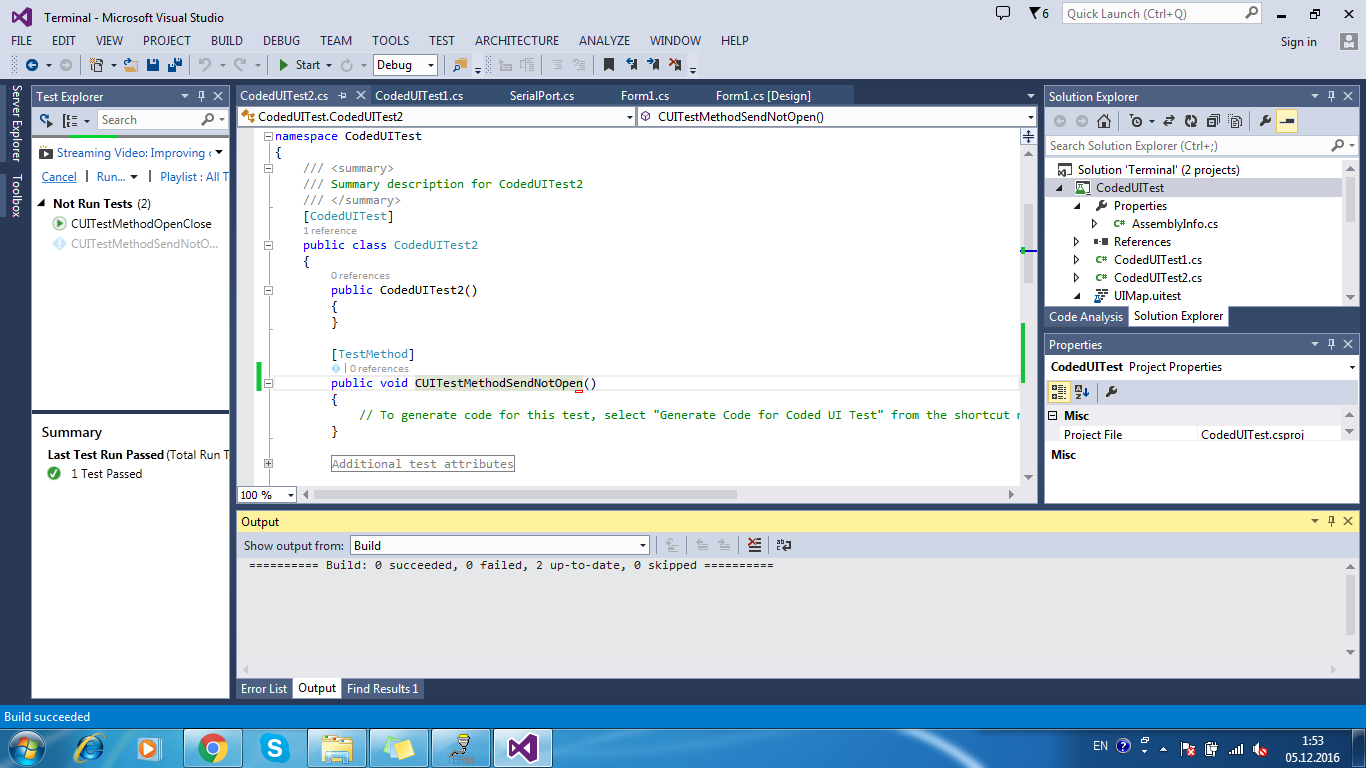 Terminal - Microsoft Visual Studio
6
Quick Launch (Ctrl+Q)
FILE EDIT VIEW PROJECT BUILD DEBUG TEAM TOOLS TEST ARCHITECTURE ANALYZE WINDOW HELP
Sign in
Start Debug
Server Explorer
Toolbox
Test Explorer
Search
Streaming Video: Improving
Cancel Run... Playlist : All T
Not Run Tests (2)
CUITestMethodOpenClose
CUITestMethodSendNotO...
Summary
Last Test Run Passed (Total Run T
1 Test Passed
CodedUITest2.cs CodedUITest1.cs SerialPort.cs Form1.cs Form1.cs [Design]
CodedUITest.CodedUITest2 CUITestMethodSendNotOpen()
namespace CodedUITest
{
/// <summary>
/// Summary description for CodedUITest2
/// </summary>
[CodedUITest]
1 reference
public class CodedUITest2
{
0 references
public CodedUITest2()
{
}
[TestMethod]
| 0 references
public void CUITestMethodSendNotOpen()
{
// To generate code for this test, select "Generate Code for Coded UI Test" from the shortcut
}
Additional test attributes
100 %
Solution Explorer
Search Solution Explorer (Ctrl+;)
Solution 'Terminal' (2 projects)
CodedUITest
Properties
C# AssemblyInfo.cs
References
C# CodedUITest1.cs
C# CodedUITest2.cs
UIMap.uitest
Code Analysis Solution Explorer
Properties
CodedUITest Project Properties
Misc
Project File CodedUITest.csproj
Misc
Output
Show output from: Build
========== Build: 0 succeeded, 0 failed, 2 up-to-date, 0 skipped ==========
Error List Output Find Results 1
Build succeeded
TERM
EN
1:53
05.12.2016